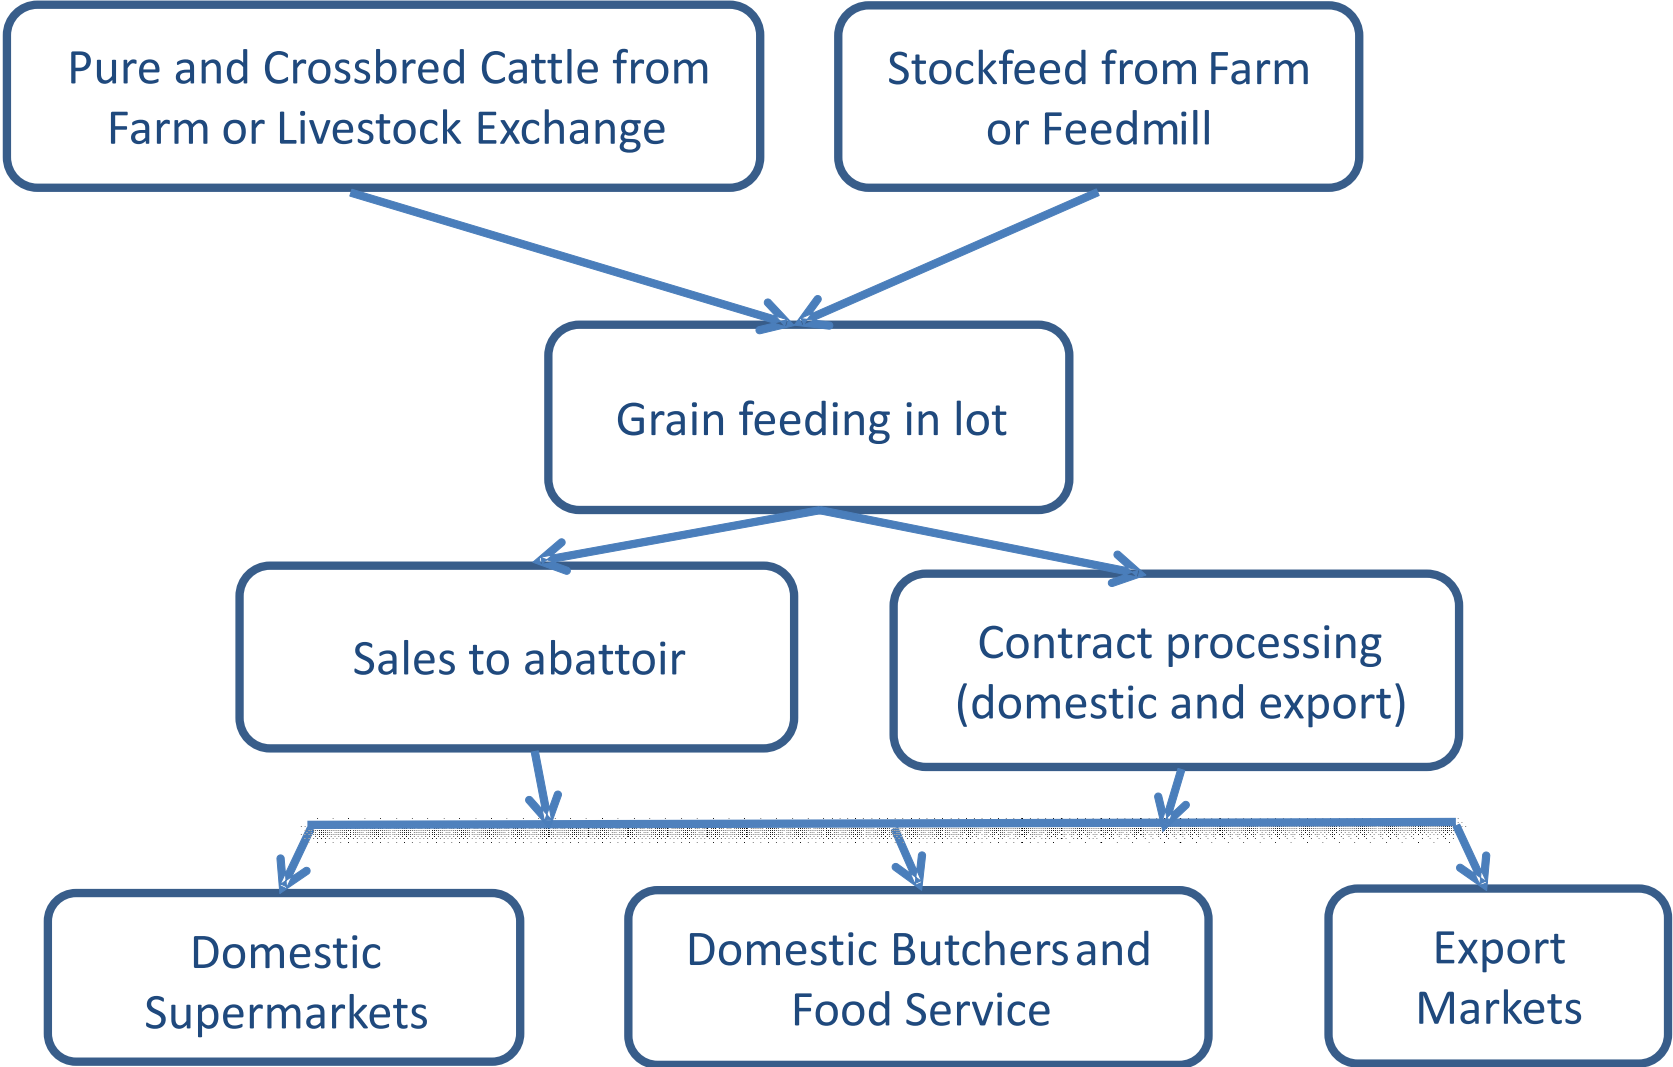 Pure and Crossbred Cattle from
Farm or Livestock Exchange
Stockfeed from Farm
or Feedmill
Grain feeding in lot
Sales to abattoir
Contract processing
(domestic and export)
Domestic
Supermarkets
Domestic Butchers and
Food Service
Export
Markets